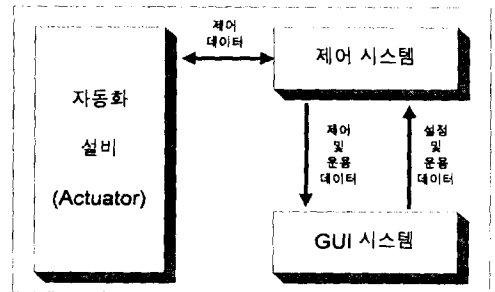 제어
데이터
제어 시스템
자동화
설비
(Actuator)
제어
및
운용
데이터
설정
및
운용
데이터
GUI 시스템